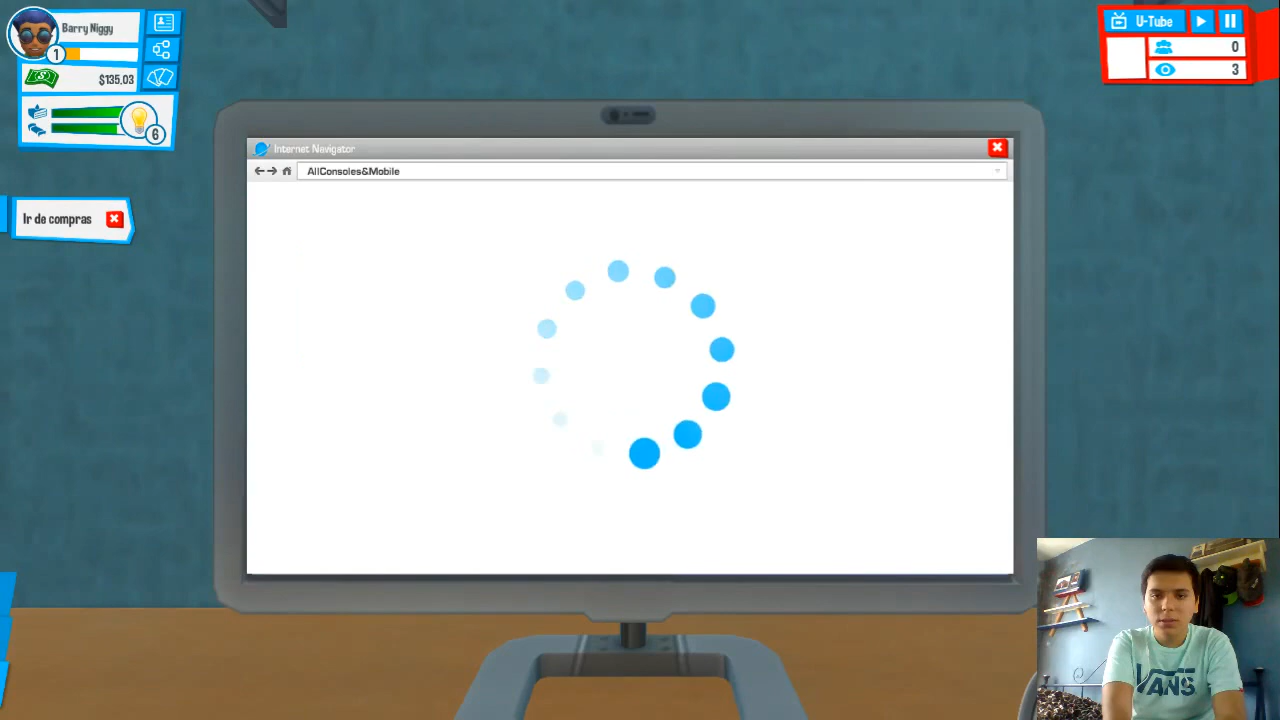 Barry Niggy
1
$135,03
6
U-Tube
0
3
Internet Navigator
AllConsoles&Mobile
Ir de compras
VANS